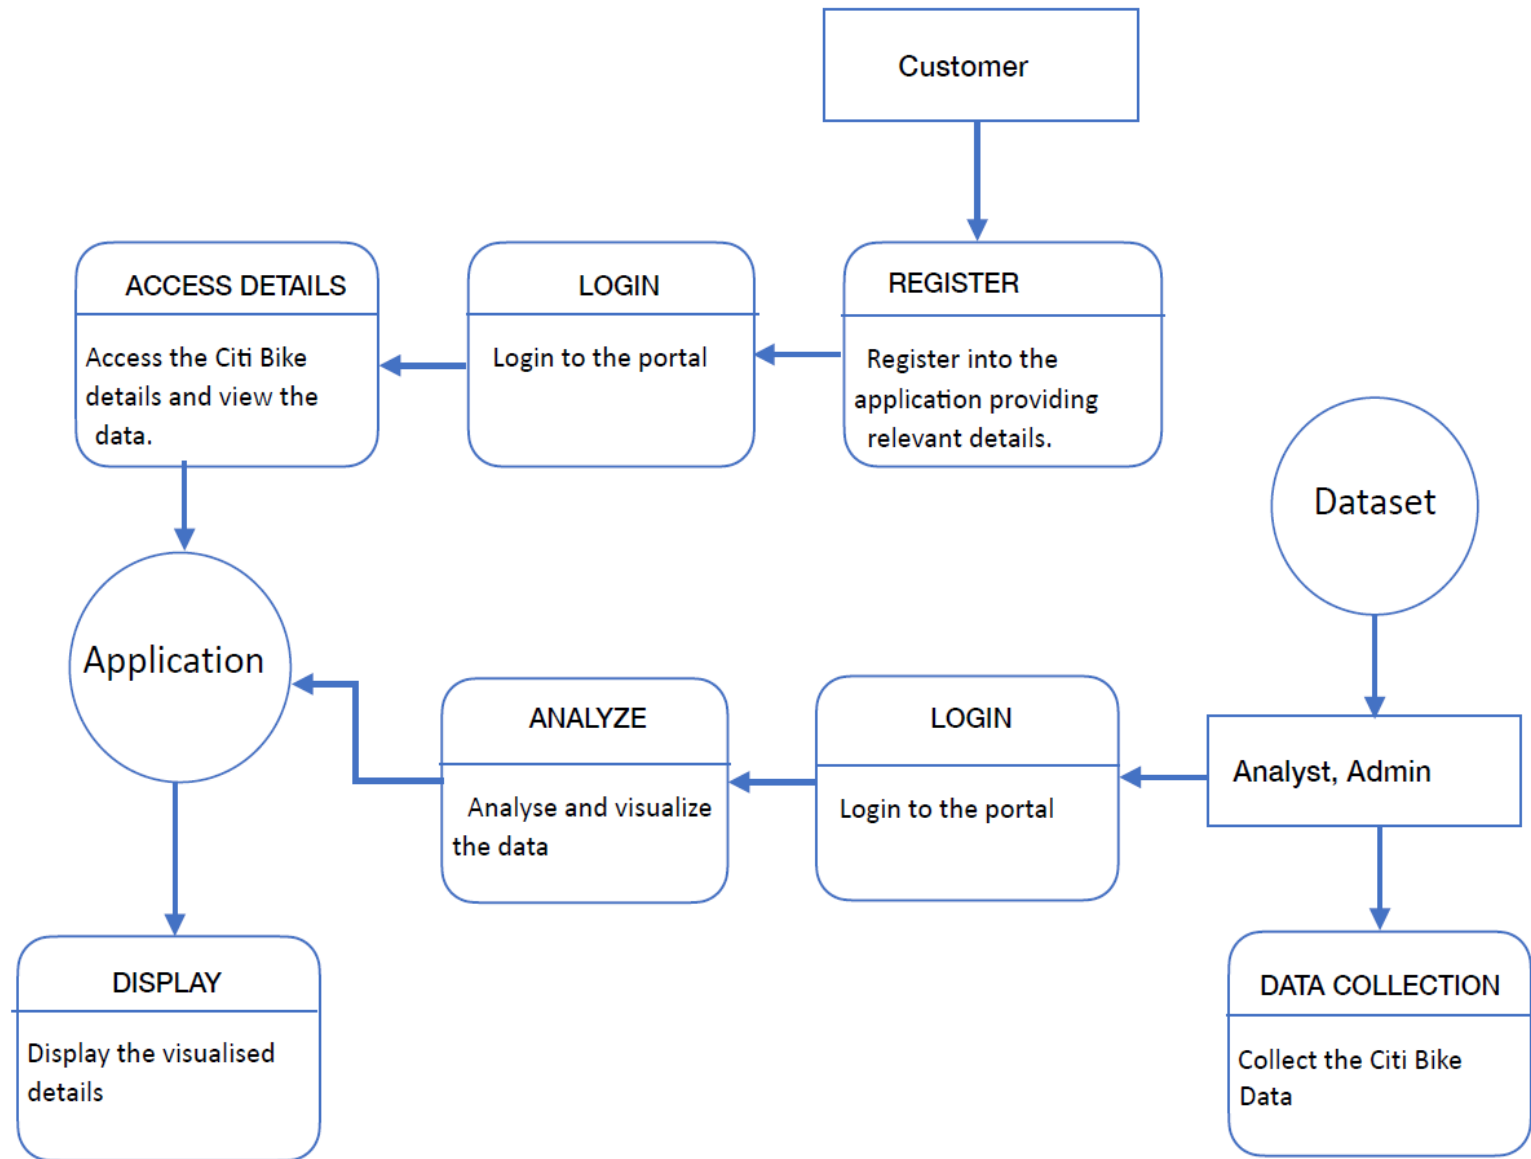 Customer
ACCESS DETAILS
Access the Citi Bike
details and view the
data.
LOGIN
Login to the portal
REGISTER
Register into the
application providing
relevant details.
Dataset
Application
ANALYZE
Analyse and visualize
the data
LOGIN
Login to the portal
Analyst, Admin
DISPLAY
Display the visualised
details
DATA COLLECTION
Collect the Citi Bike
Data